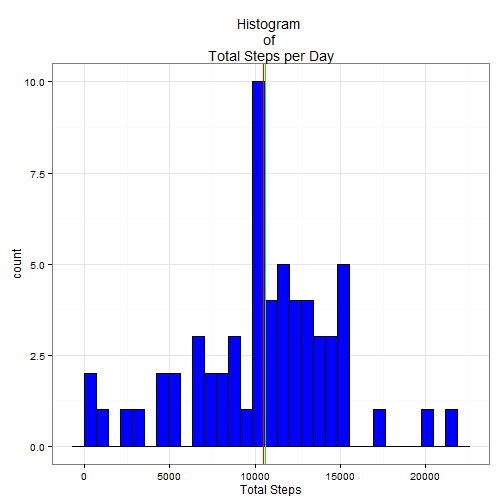 Histogram
of
Total Steps per Day
10.0
7.5
5.0
2.5
0.0
count
0 5000 10000 15000 20000
Total Steps